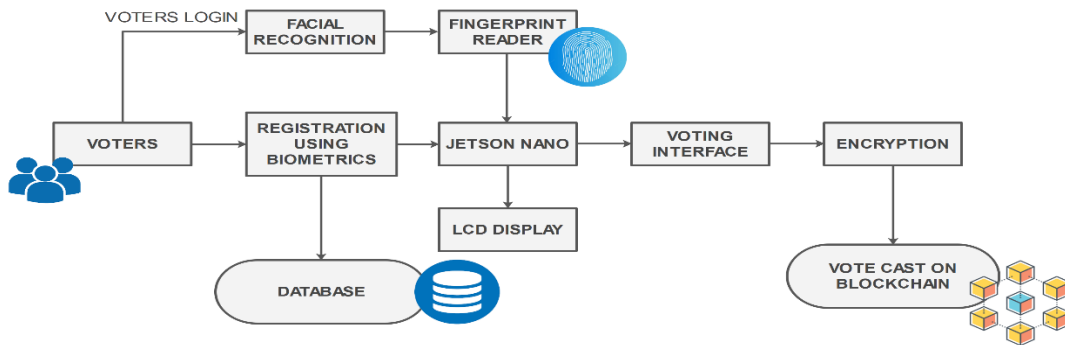 VOTERS LOGIN
FACIAL
RECOGNITION
FINGERPRINT
READER
VOTERS
REGISTRATION
USING
BIOMETRICS
JETSON NANO
VOTING
INTERFACE
ENCRYPTION
LCD DISPLAY
DATABASE
VOTE CAST ON
BLOCKCHAIN